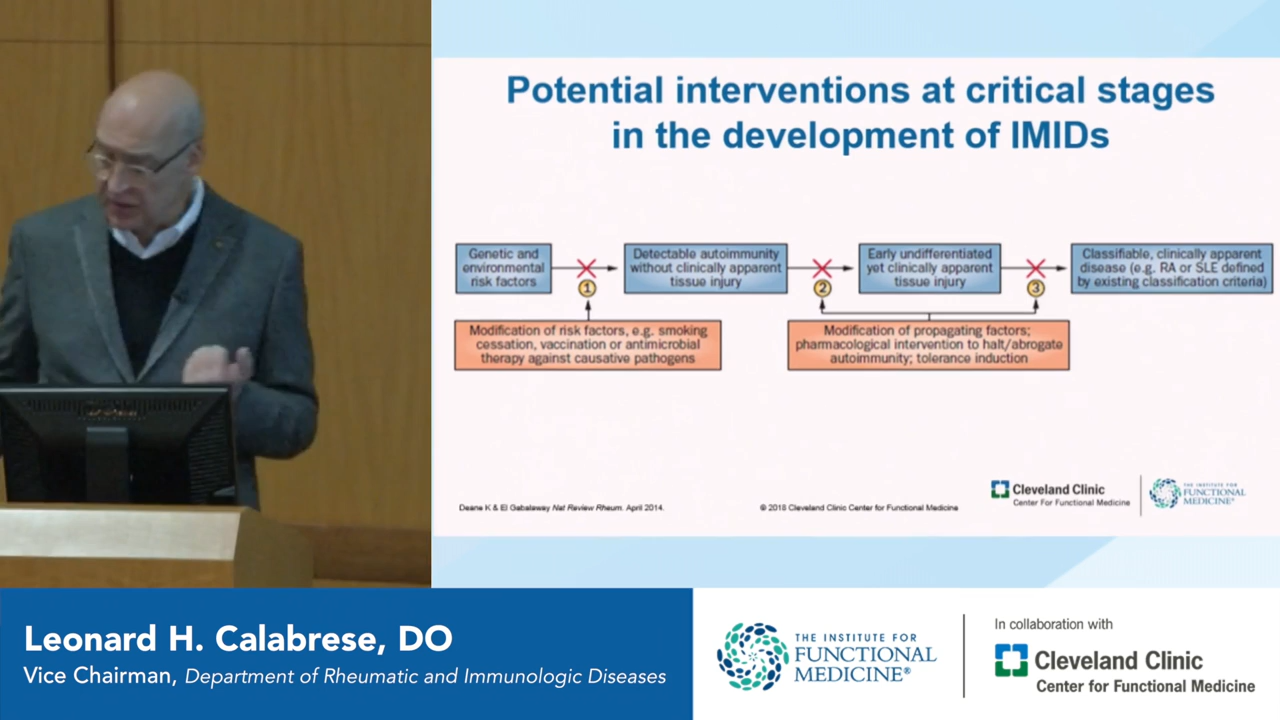 Potential interventions at critical stages
in the development of IMIDs
Genetic and
environmental
risk factors
1
Detectable autoimmunity
without clinically apparent
tissue injury
2
Early undifferentiated
yet clinically apparent
tissue injury
3
Classifiable, clinically apparent
disease (e.g. RA or SLE defined
by existing classification criteria)
Modification of risk factors, e.g. smoking
cessation, vaccination or antimicrobial
therapy against causative pathogens
Modification of propagating factors;
pharmacological intervention to halt/abrogate
autoimmunity; tolerance induction
Cleveland Clinic
Center for Functional Medicine
THE INSTITUTE FOR
FUNCTIONAL
MEDICINE®
Deane K & El Gabalaway Nat Review Rheum. April 2014.
© 2018 Cleveland Clinic Center for Functional Medicine
Leonard H. Calabrese, DO
Vice Chairman, Department of Rheumatic and Immunologic Diseases
THE INSTITUTE FOR
FUNCTIONAL
MEDICINE®
In collaboration with
Cleveland Clinic
Center for Functional Medicine